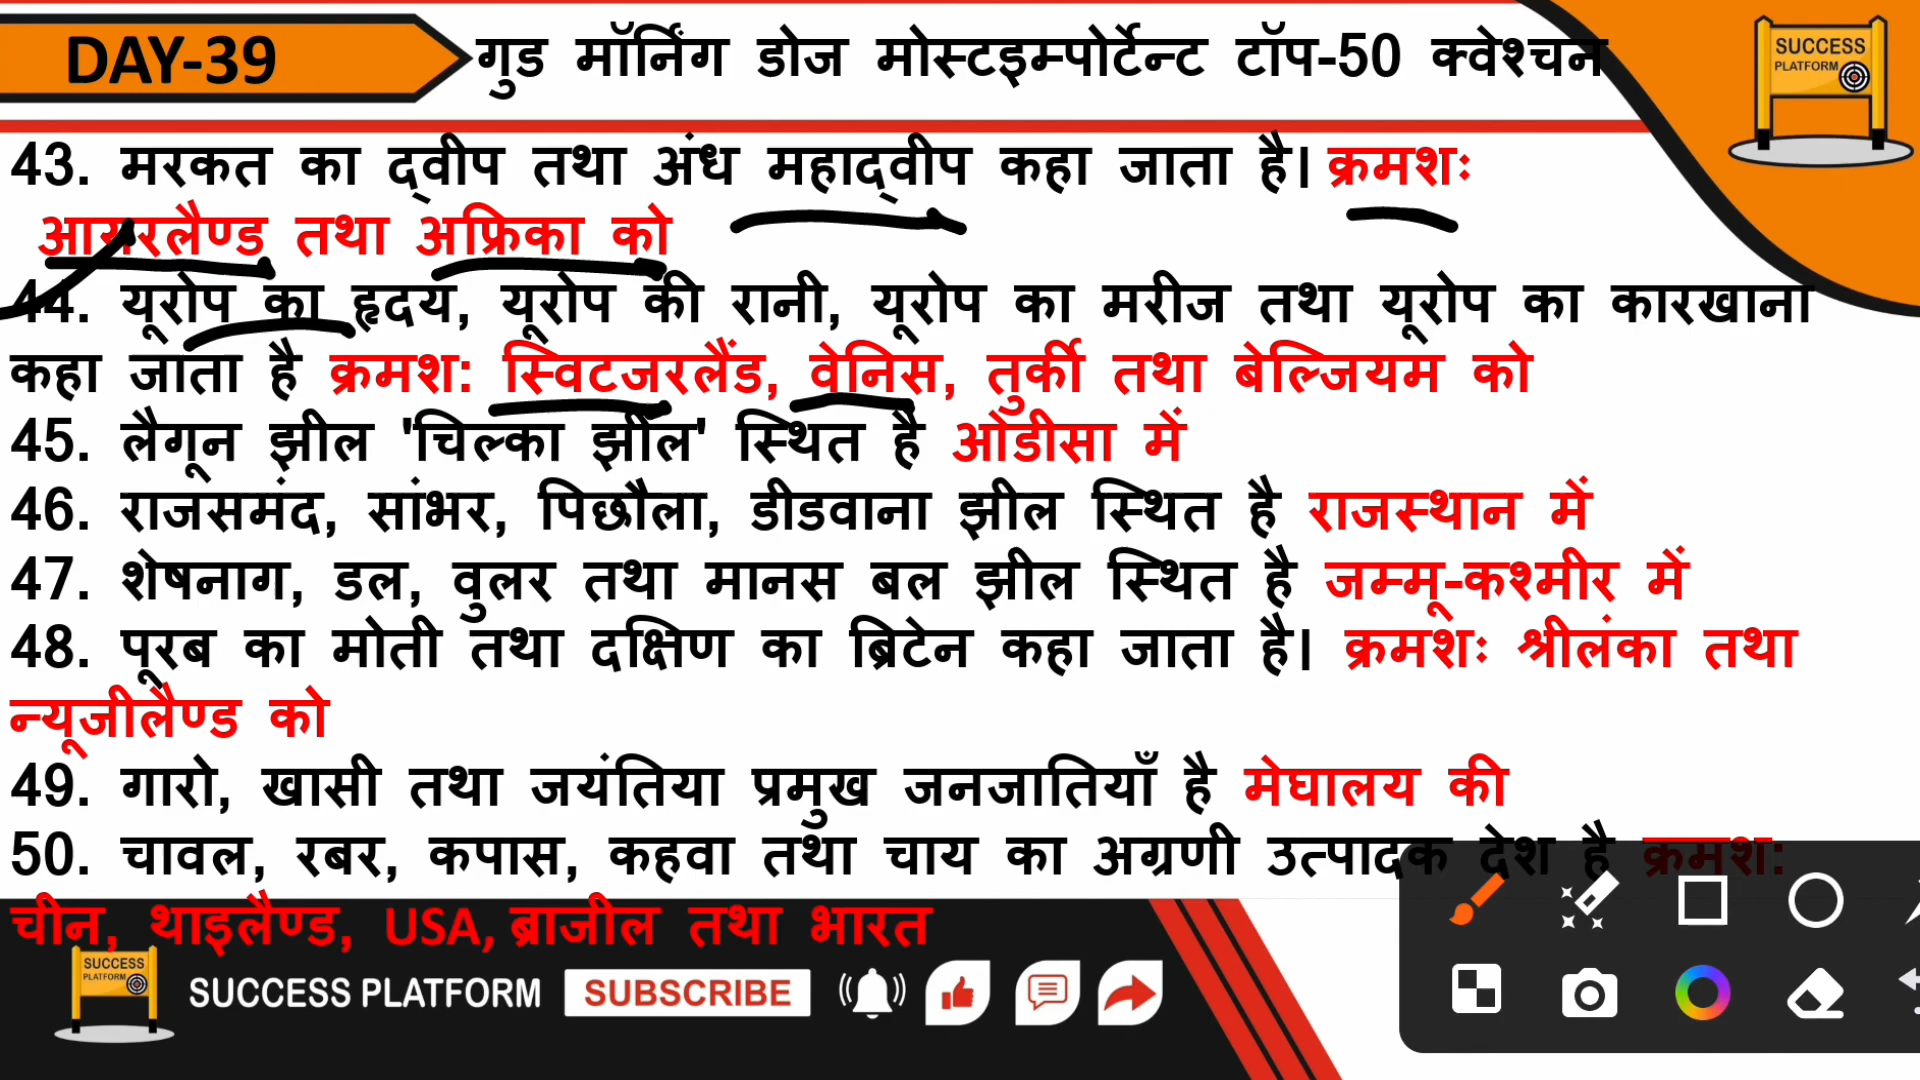 DAY-39
गुड मॉर्निंग डोज मोस्टइम्पोर्टेन्ट टॉप-50 क्वेश्चन
SUCCESS
PLATFORM
43. मरकत का द्वीप तथा अंध महाद्वीप कहा जाता है। क्रमशः
आयरलैण्ड तथा अफ्रिका को
44. यूरोप का हृदय, यूरोप की रानी, यूरोप का मरीज तथा यूरोप का कारखाना
कहा जाता है क्रमश: स्विटजरलैंड, वेनिस, तुर्की तथा बेल्जियम को
45. लैगून झील 'चिल्का झील' स्थित है ओडीसा में
46. राजसमंद, सांभर, पिछौला, डीडवाना झील स्थित है राजस्थान में
47. शेषनाग, डल, वुलर तथा मानस बल झील स्थित है जम्मू-कश्मीर में
48. पूरब का मोती तथा दक्षिण का ब्रिटेन कहा जाता है। क्रमशः श्रीलंका तथा
न्यूजीलैण्ड को
49. गारो, खासी तथा जयंतिया प्रमुख जनजातियाँ है मेघालय की
50. चावल, रबर, कपास, कहवा तथा चाय का अग्रणी उत्पादक देश है क्रमश:
चीन, थाइलैण्ड, USA, ब्राजील तथा भारत
SUCCESS
PLATFORM
SUCCESS PLATFORM SUBSCRIBE